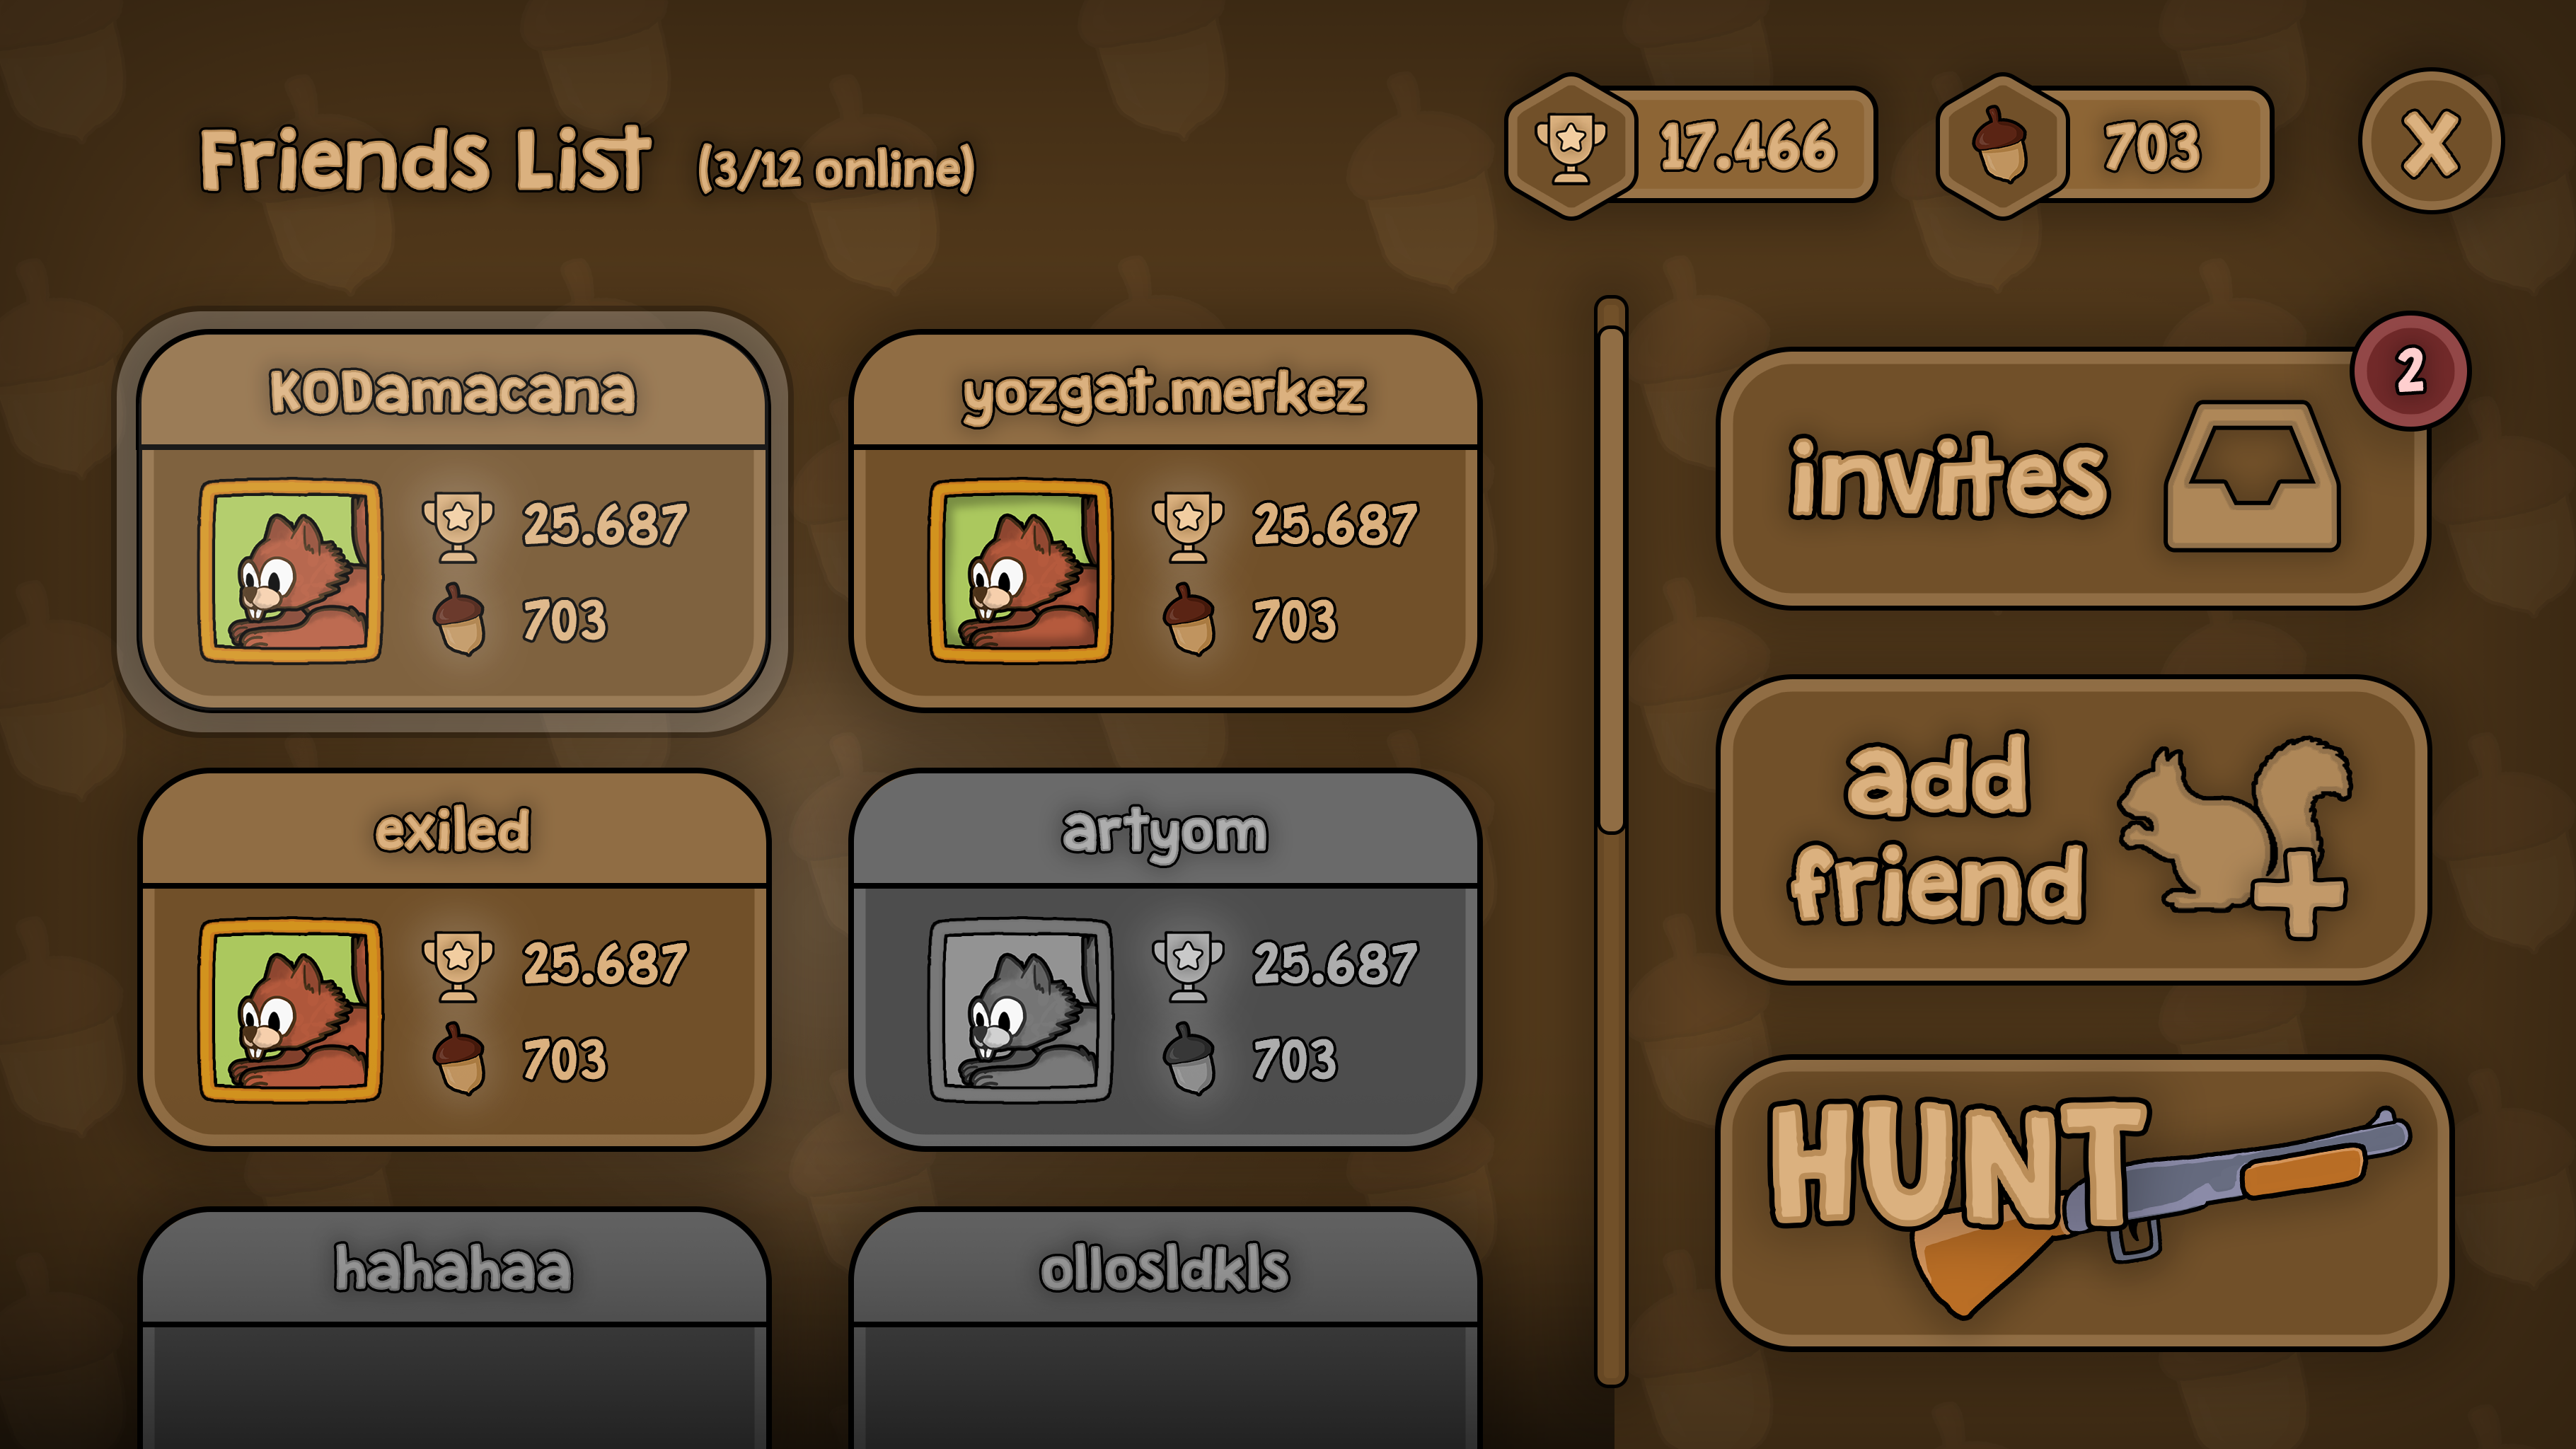 Friends List (3/12 online)
17.466
703
X
KODamacana
25.687
703
yozgat.merkez
25.687
703
exiled
25.687
703
artyom
25.687
703
hahahaa
ollosldkls
2
invites
add
friend
HUNT